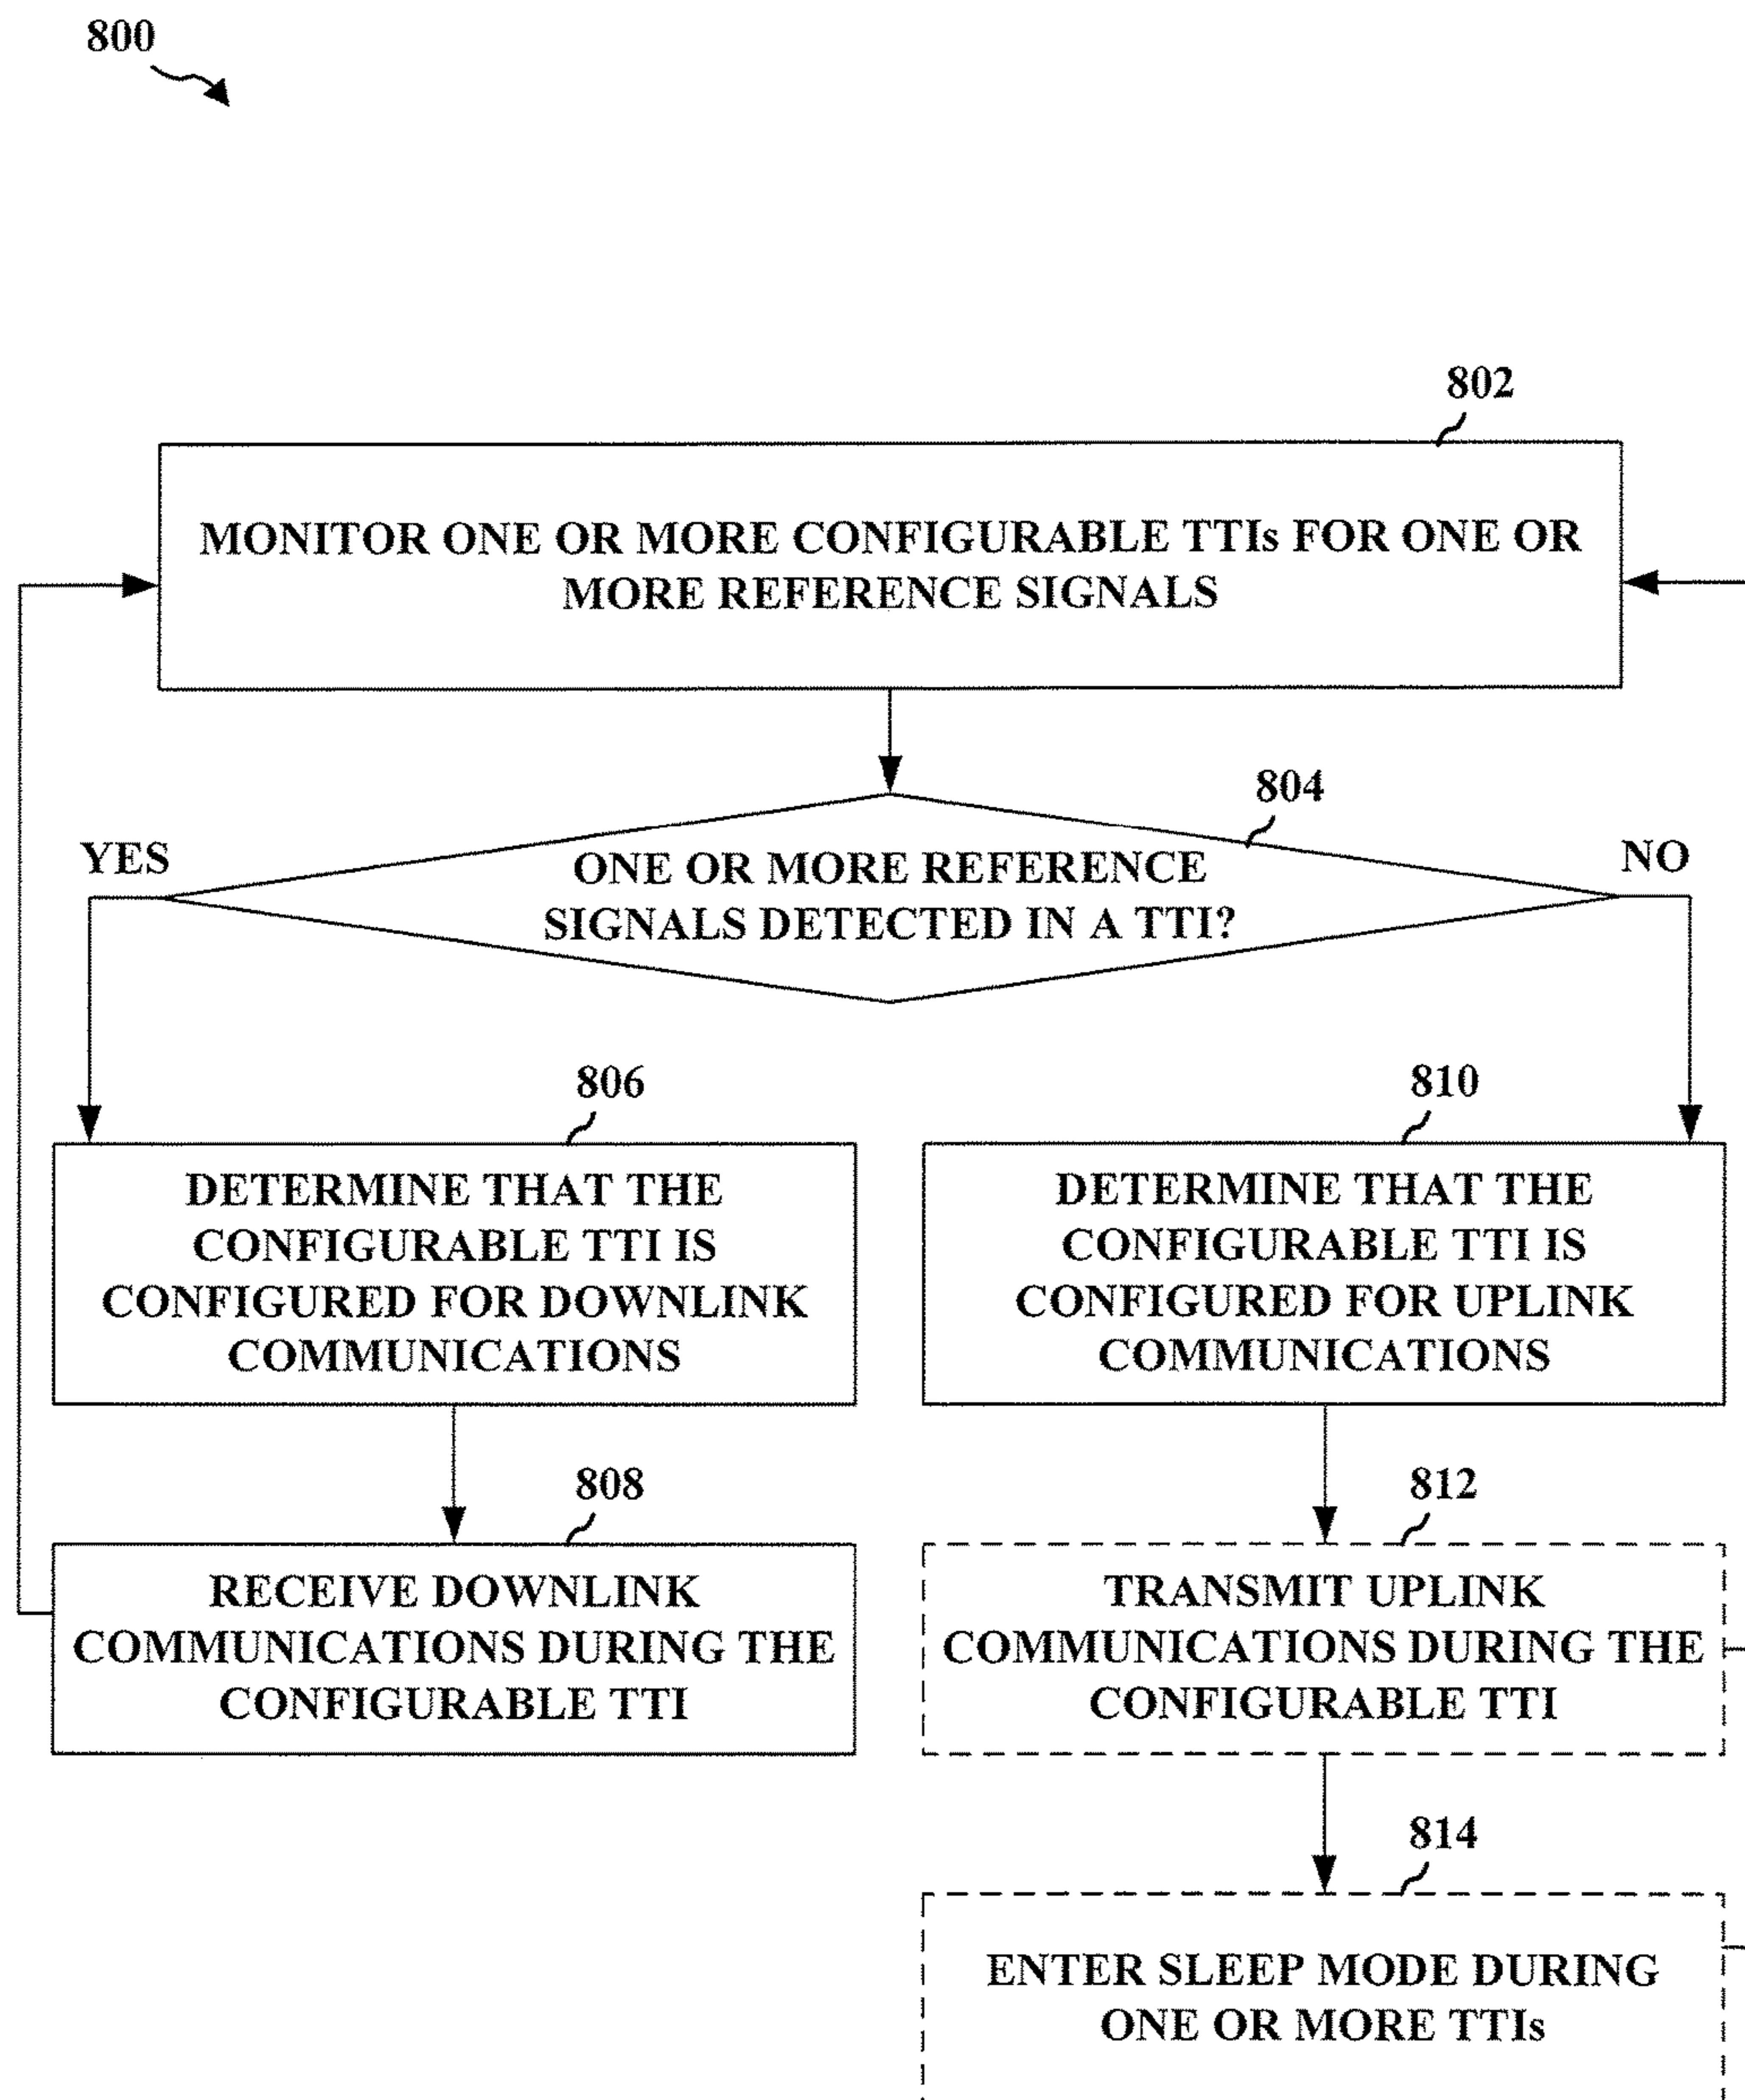 800
802
MONITOR ONE OR MORE CONFIGURABLE TTIs FOR ONE OR
MORE REFERENCE SIGNALS
804
YES
ONE OR MORE REFERENCE
SIGNALS DETECTED IN A TTI?
NO
806
DETERMINE THAT THE
CONFIGURABLE TTI IS
CONFIGURED FOR DOWNLINK
COMMUNICATIONS
810
DETERMINE THAT THE
CONFIGURABLE TTI IS
CONFIGURED FOR UPLINK
COMMUNICATIONS
808
RECEIVE DOWNLINK
COMMUNICATIONS DURING THE
CONFIGURABLE TTI
812
TRANSMIT UPLINK
COMMUNICATIONS DURING THE
CONFIGURABLE TTI
814
ENTER SLEEP MODE DURING
ONE OR MORE TTIs